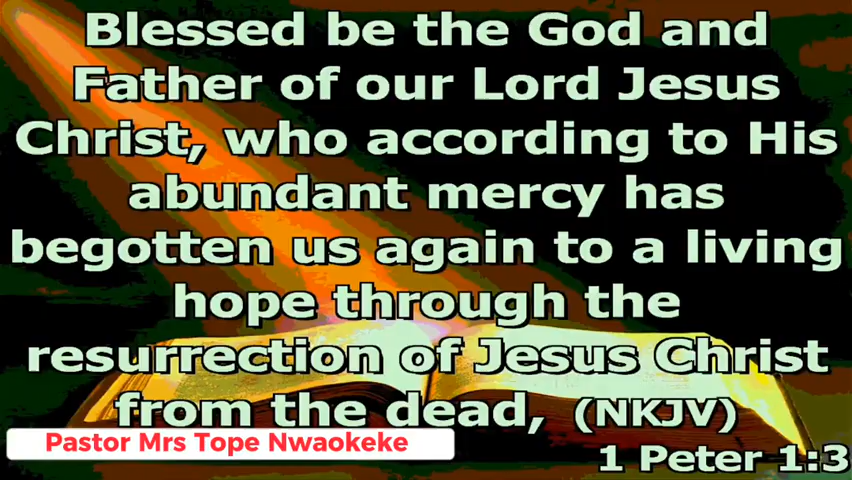 Blessed be the God and
Father of our Lord Jesus
Christ, who according to His
abundant mercy has
begotten us again to a living
hope through the
resurrection of Jesus Christ
from the dead, (NKJV)
Pastor Mrs Tope Nwaokeke
1 Peter 1:3